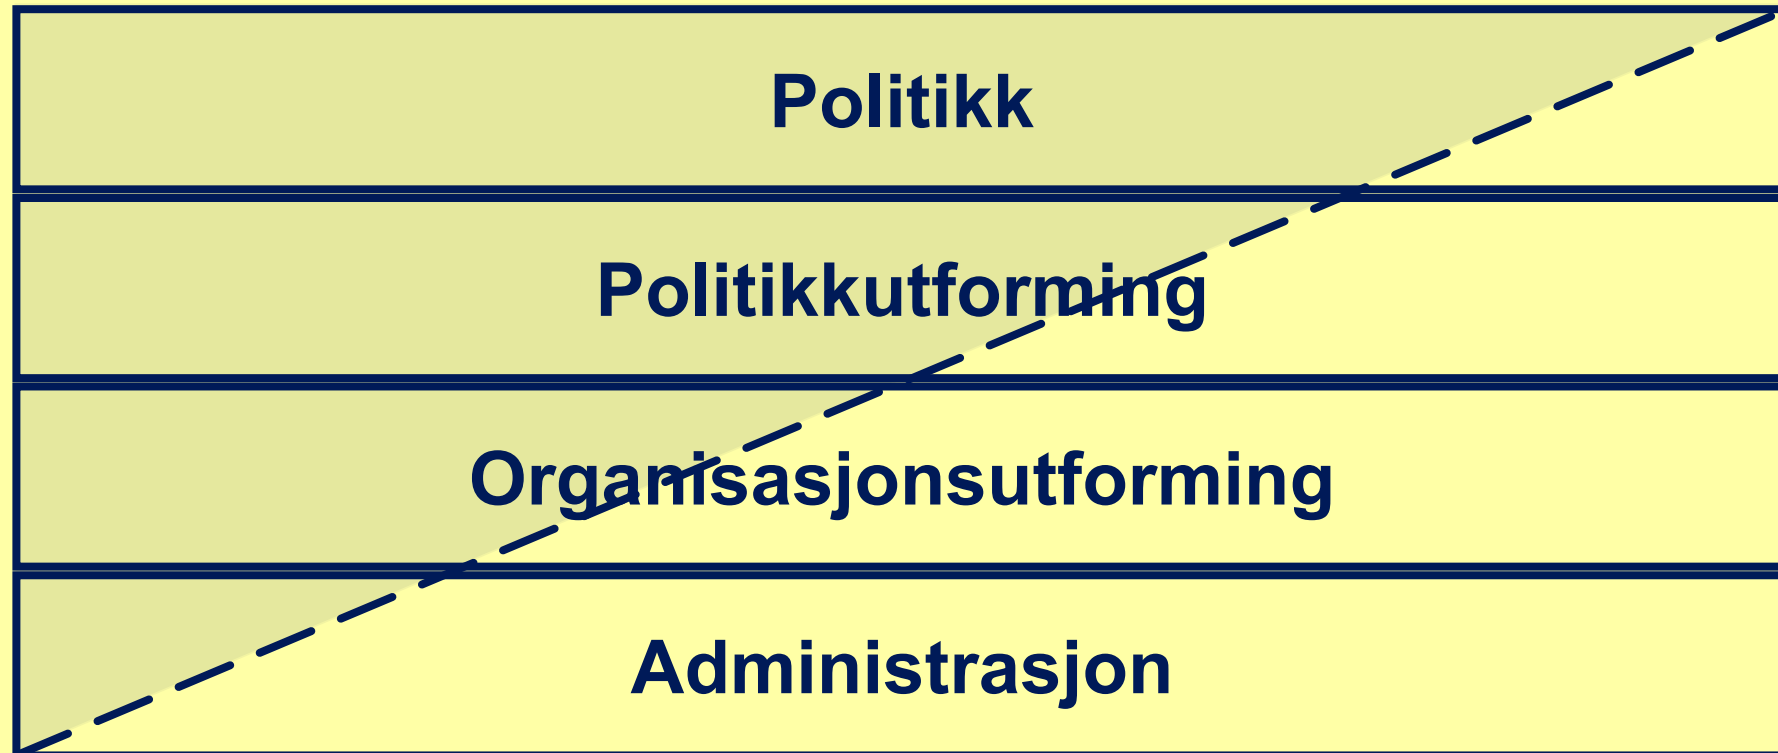 Politikk
Politikkutforming
Organisasjonsutforming
Administrasjon